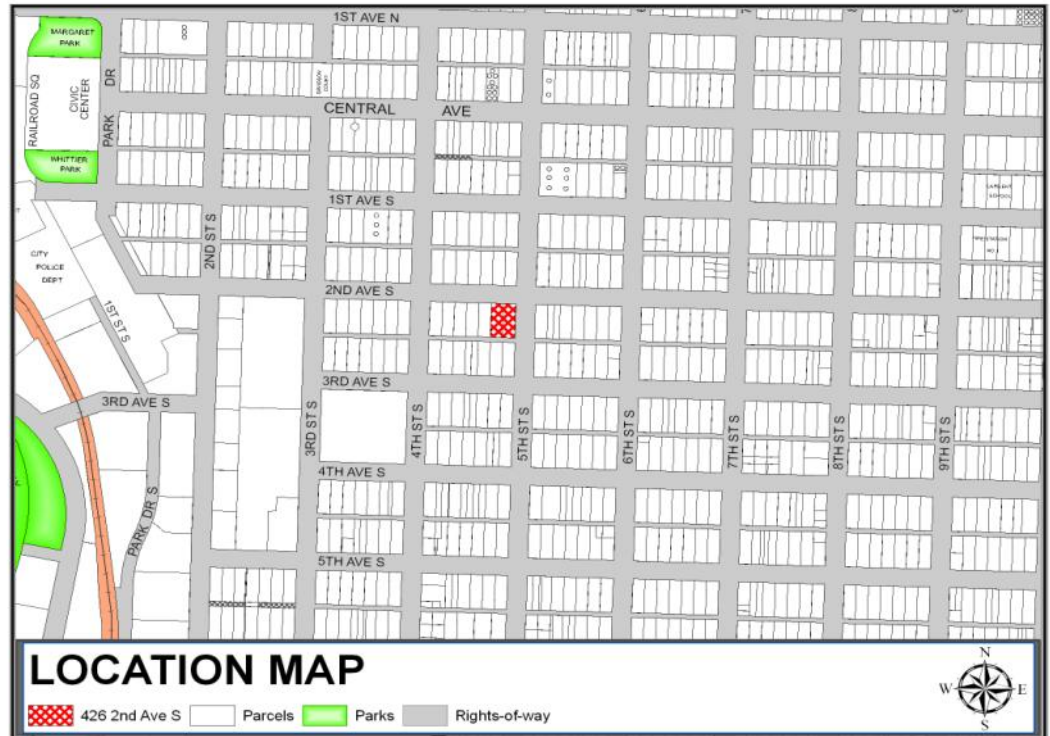 1ST AVE N
MARGARET
PARK
RAILROAD SQ
CIVIC
CENTER
PARK DR
CENTRAL AVE
WHITTIER
PARK
1ST AVE S
2ND ST S
CITY
POLICE
DEPT
2ND AVE S
1ST ST S
3RD AVE S
3RD AVE S
3RD ST S
4TH ST S
5TH ST S
6TH ST S
7TH ST S
8TH ST S
9TH ST S
4TH AVE S
PARK DR S
5TH AVE S
LOCATION MAP
426 2nd Ave S
Parcels
Parks
Rights-of-way
N
W
E
S